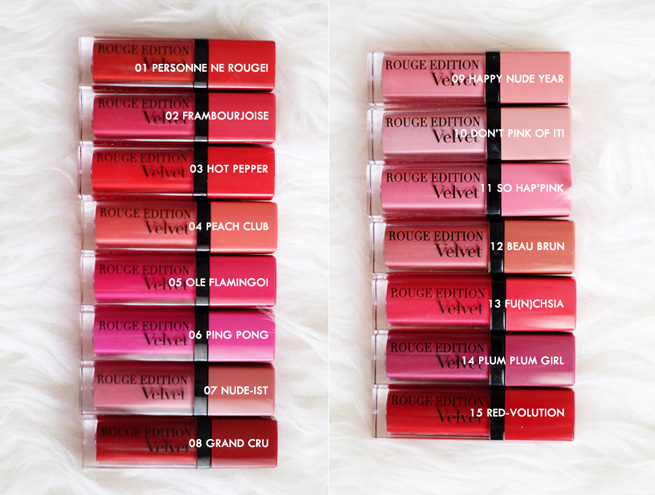 ROUGE EDITION
Velvet
01 PERSONNE NE ROUGE!
ROUGE EDITION
Velvet
02 FRAMBOURJOISE
ROUGE EDITION
Velvet
03 HOT PEPPER
ROUGE EDITION
Velvet
04 PEACH CLUB
ROUGE EDITION
Velvet
05 OLE FLAMINGO!
ROUGE EDITION
Velvet
06 PING PONG
ROUGE EDITION
Velvet
07 NUDE-IST
ROUGE EDITION
Velvet
08 GRAND CRU
ROUGE EDITION
Velvet
09 HAPPY NUDE YEAR
ROUGE EDITION
Velvet
10 DON'T PINK OF IT!
ROUGE EDITION
Velvet
11 SO HAP'PINK
ROUGE EDITION
Velvet
12 BEAU BRUN
ROUGE EDITION
Velvet
13 FU(N)CHSIA
ROUGE EDITION
Velvet
14 PLUM PLUM GIRL
ROUGE EDITION
Velvet
15 RED-VOLUTION